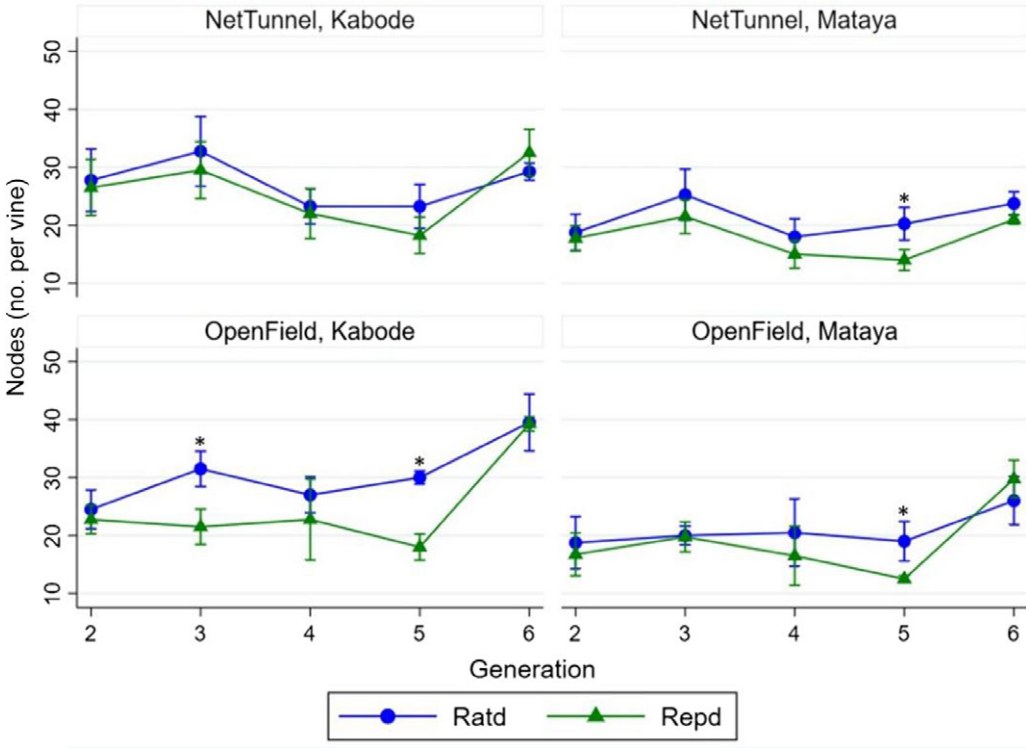 NetTunnel, Kabode
NetTunnel, Mataya
Nodes (no. per vine)
50
40
30
20
10
*
OpenField, Kabode
OpenField, Mataya
50
40
30
20
10
*
*
*
2 3 4 5 6
2 3 4 5 6
Generation
Ratd Repd